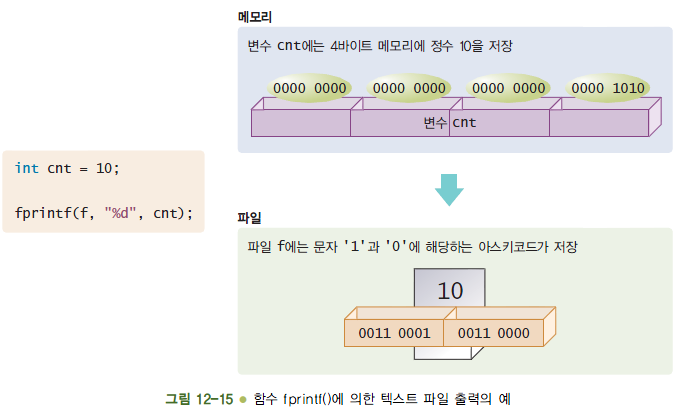 메모리
변수 cnt에는 4바이트 메모리에 정수 10을 저장
0000 0000 0000 0000 0000 0000 0000 1010
변수 cnt
int cnt = 10;
fprintf(f, "%d", cnt);
파일
파일 f에는 문자 '1'과 '0'에 해당하는 아스키코드가 저장
10
0011 0001 0011 0000
그림 12-15 ● 함수 fprintf()에 의한 텍스트 파일 출력의 예